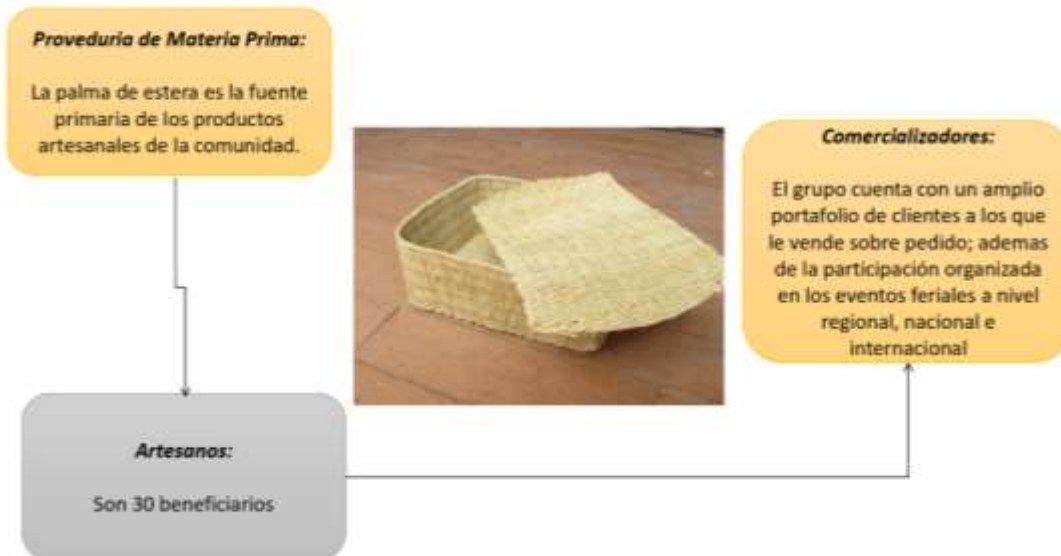 Proveduria de Materia Prima:
La palma de estera es la fuente
primaria de los productos
artesanales de la comunidad.
Comercializadores:
El grupo cuenta con un amplio
portafolio de clientes a los que
le vende sobre pedido; ademas
de la participación organizada
en los eventos feriales a nivel
regional, nacional e
internacional
Artesanos:
Son 30 beneficiarios